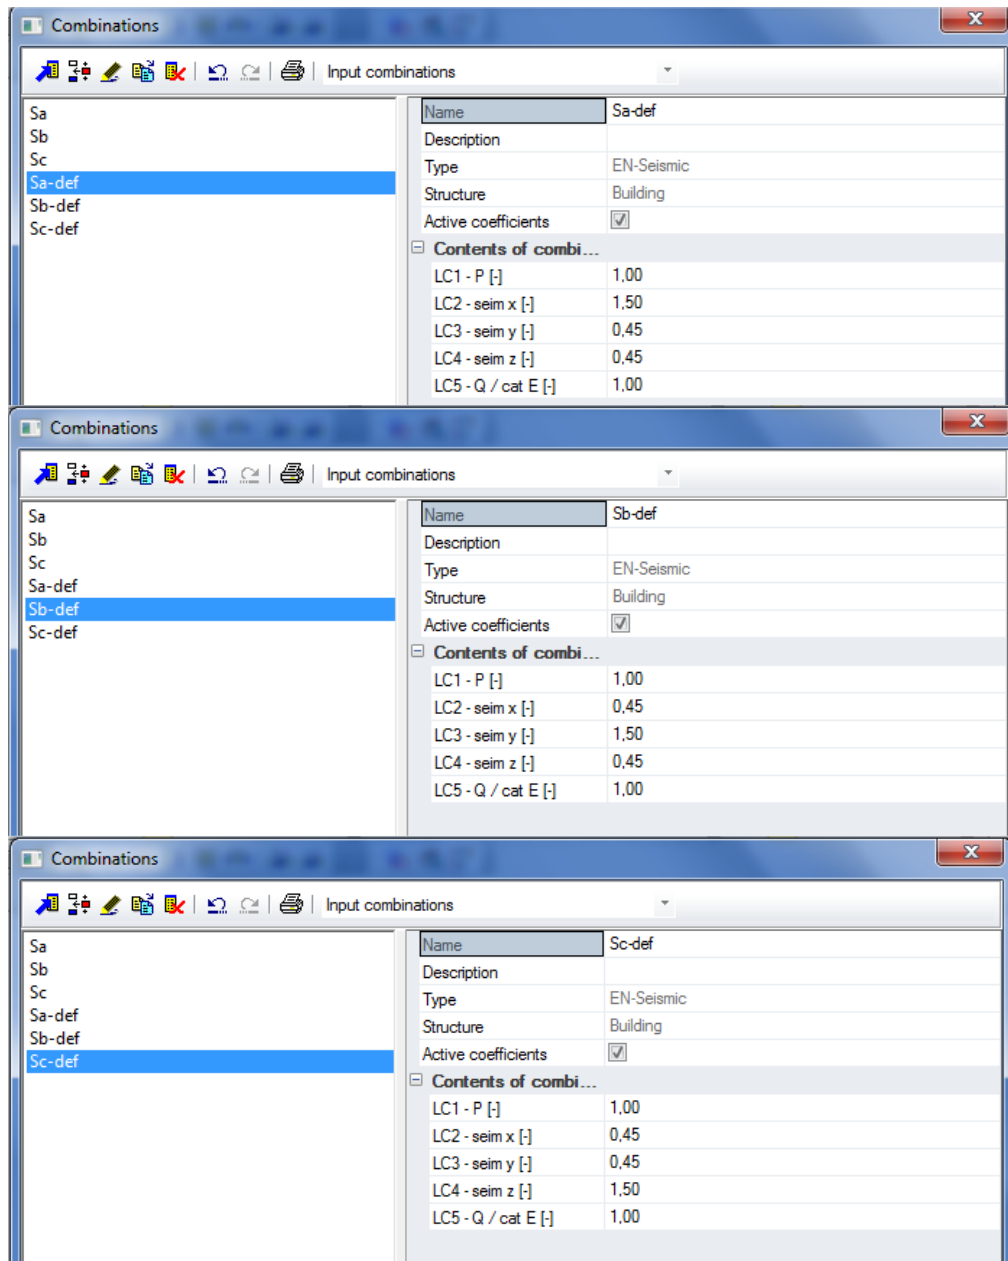 Combinations
Input combinations
Sa
Sb
Sc
Sa-def
Sb-def
Sc-def
Name Sa-def
Description
Type EN-Seismic
Structure Building
Active coefficients
Contents of combi...
LC1 - P [-] 1,00
LC2 - seim x [-] 1,50
LC3 - seim y [-] 0,45
LC4 - seim z [-] 0,45
LC5 - Q / cat E [-] 1,00
Combinations
Input combinations
Sa
Sb
Sc
Sa-def
Sb-def
Sc-def
Name Sb-def
Description
Type EN-Seismic
Structure Building
Active coefficients
Contents of combi...
LC1 - P [-] 1,00
LC2 - seim x [-] 0,45
LC3 - seim y [-] 1,50
LC4 - seim z [-] 0,45
LC5 - Q / cat E [-] 1,00
Combinations
Input combinations
Sa
Sb
Sc
Sa-def
Sb-def
Sc-def
Name Sc-def
Description
Type EN-Seismic
Structure Building
Active coefficients
Contents of combi...
LC1 - P [-] 1,00
LC2 - seim x [-] 0,45
LC3 - seim y [-] 0,45
LC4 - seim z [-] 1,50
LC5 - Q / cat E [-] 1,00